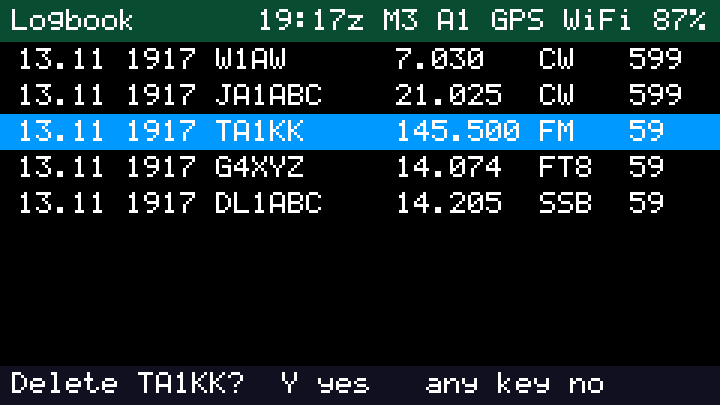 Logbook 19:17z M3 A1 GPS WiFi 87%
13.11 1917 W1AW 7.030 CW 599
13.11 1917 JA1ABC 21.025 CW 599
13.11 1917 TA1KK 145.500 FM 59
13.11 1917 G4XYZ 14.074 FT8 59
13.11 1917 DL1ABC 14.205 SSB 59
Delete TA1KK? Y yes any key no